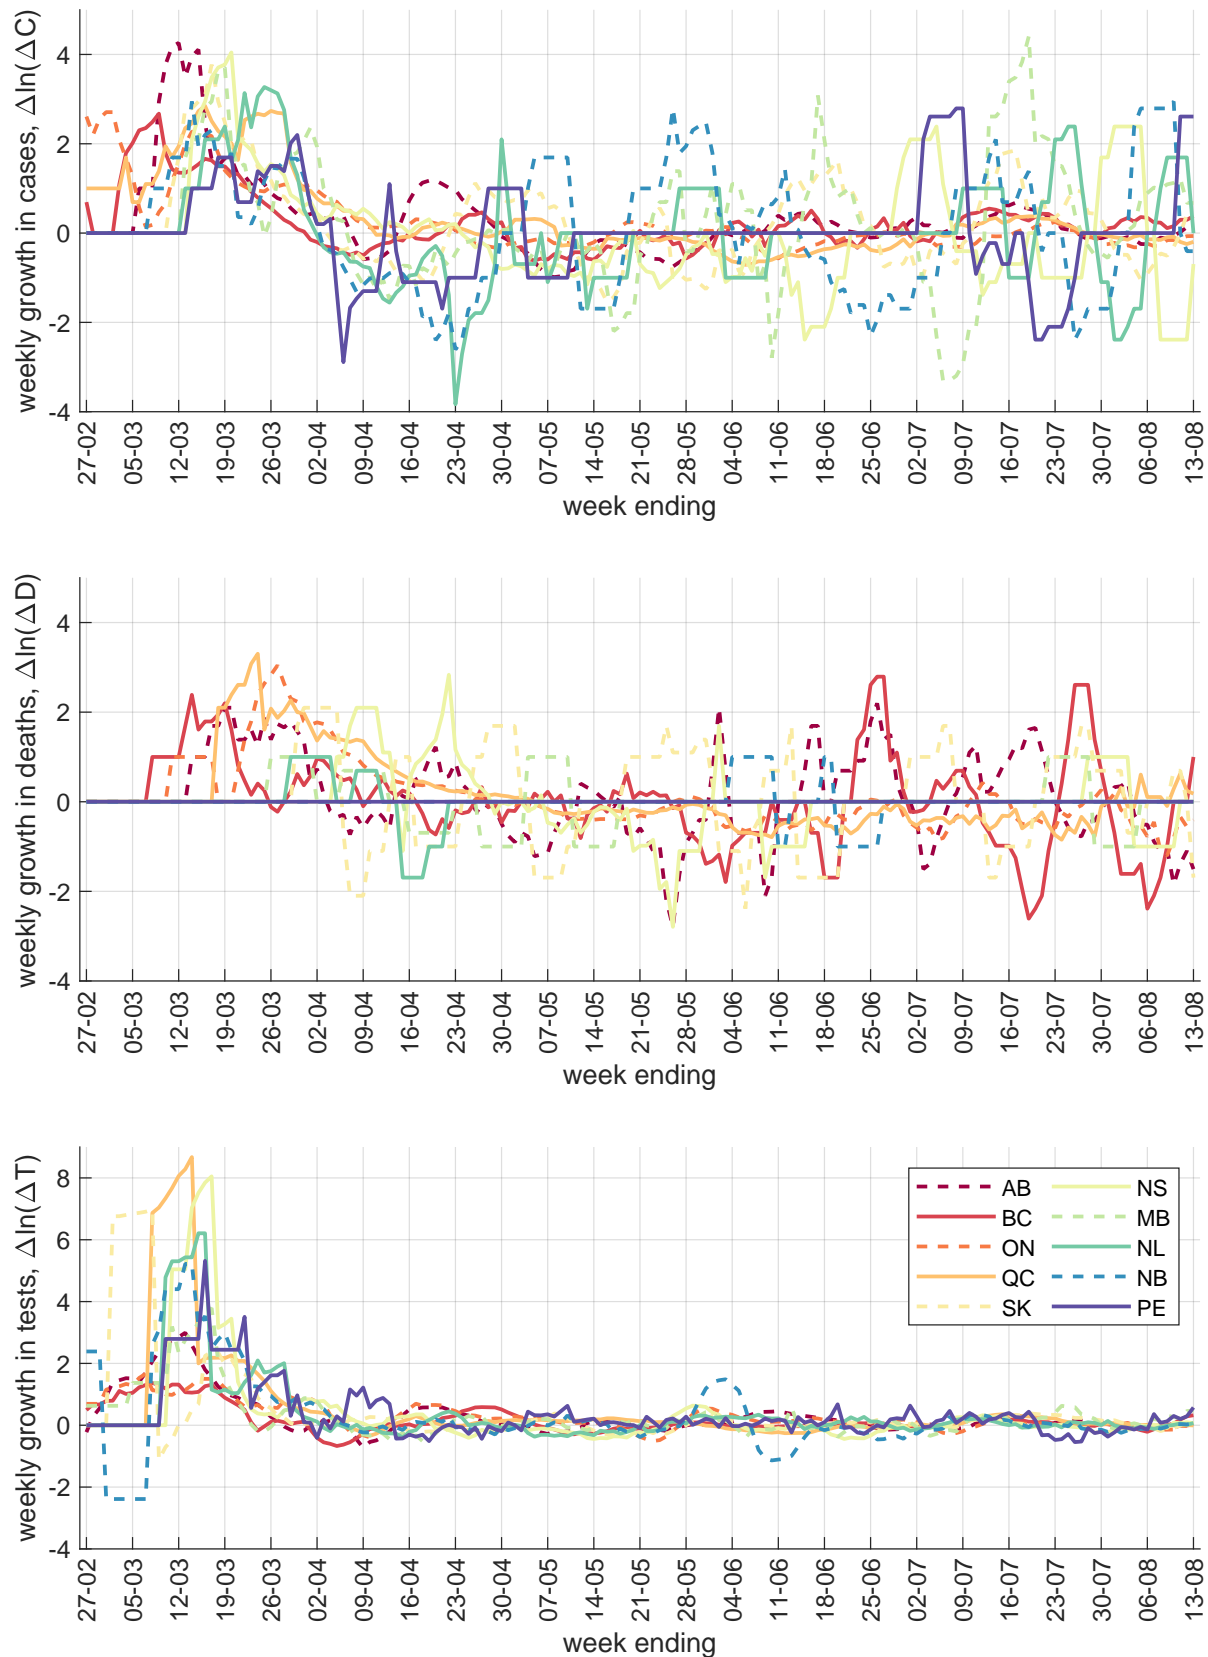 weekly growth in cases, Δln(ΔC)
4
2
0
-2
-4
27-02 05-03 12-03 19-03 26-03 02-04 09-04 16-04 23-04 30-04 07-05 14-05 21-05 28-05 04-06 11-06 18-06 25-06 02-07 09-07 16-07 23-07 30-07 06-08 13-08
week ending
weekly growth in deaths, Δln(ΔD)
4
2
0
-2
-4
27-02 05-03 12-03 19-03 26-03 02-04 09-04 16-04 23-04 30-04 07-05 14-05 21-05 28-05 04-06 11-06 18-06 25-06 02-07 09-07 16-07 23-07 30-07 06-08 13-08
week ending
weekly growth in tests, Δln(ΔT)
8
6
4
2
0
-2
-4
AB NS
BC MB
ON NL
QC NB
SK PE
27-02 05-03 12-03 19-03 26-03 02-04 09-04 16-04 23-04 30-04 07-05 14-05 21-05 28-05 04-06 11-06 18-06 25-06 02-07 09-07 16-07 23-07 30-07 06-08 13-08
week ending